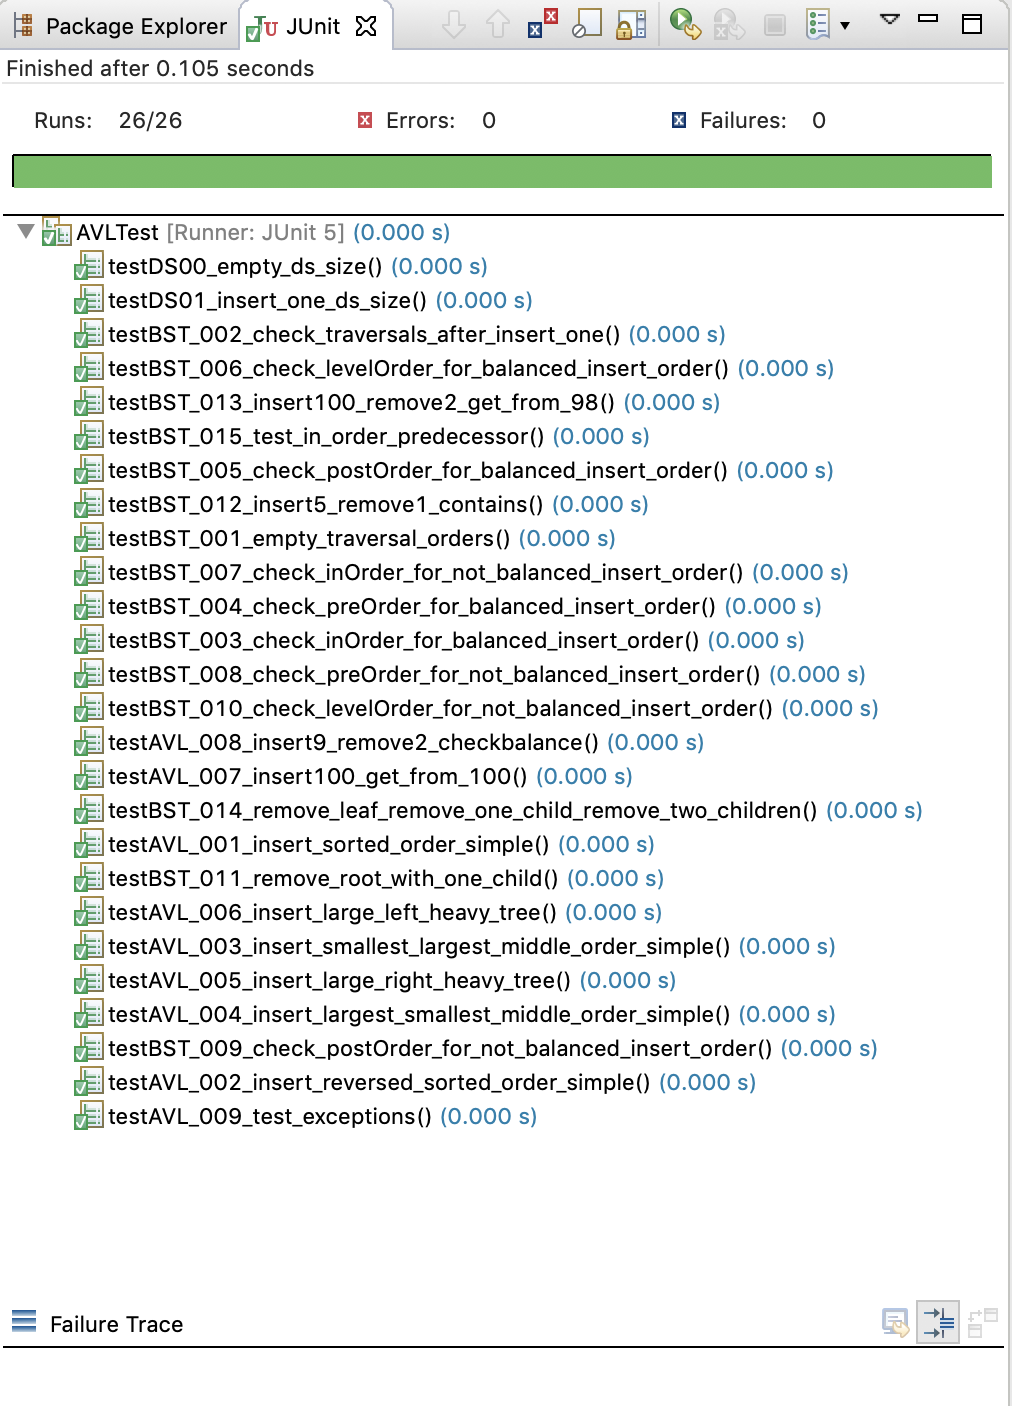 Package Explorer JUnit
Finished after 0.105 seconds
Runs: 26/26 Errors: 0 Failures: 0
AVLTest [Runner: JUnit 5] (0.000 s)
testDS00_empty_ds_size() (0.000 s)
testDS01_insert_one_ds_size() (0.000 s)
testBST_002_check_traversals_after_insert_one() (0.000 s)
testBST_006_check_levelOrder_for_balanced_insert_order() (0.000 s)
testBST_013_insert100_remove2_get_from_98() (0.000 s)
testBST_015_test_in_order_predecessor() (0.000 s)
testBST_005_check_postOrder_for_balanced_insert_order() (0.000 s)
testBST_012_insert5_remove1_contains() (0.000 s)
testBST_001_empty_traversal_orders() (0.000 s)
testBST_007_check_inOrder_for_not_balanced_insert_order() (0.000 s)
testBST_004_check_preOrder_for_balanced_insert_order() (0.000 s)
testBST_003_check_inOrder_for_balanced_insert_order() (0.000 s)
testBST_008_check_preOrder_for_not_balanced_insert_order() (0.000 s)
testBST_010_check_levelOrder_for_not_balanced_insert_order() (0.000 s)
testAVL_008_insert9_remove2_checkbalance() (0.000 s)
testAVL_007_insert100_get_from_100() (0.000 s)
testBST_014_remove_leaf_remove_one_child_remove_two_children() (0.000 s)
testAVL_001_insert_sorted_order_simple() (0.000 s)
testBST_011_remove_root_with_one_child() (0.000 s)
testAVL_006_insert_large_left_heavy_tree() (0.000 s)
testAVL_003_insert_smallest_largest_middle_order_simple() (0.000 s)
testAVL_005_insert_large_right_heavy_tree() (0.000 s)
testAVL_004_insert_largest_smallest_middle_order_simple() (0.000 s)
testBST_009_check_postOrder_for_not_balanced_insert_order() (0.000 s)
testAVL_002_insert_reversed_sorted_order_simple() (0.000 s)
testAVL_009_test_exceptions() (0.000 s)
Failure Trace